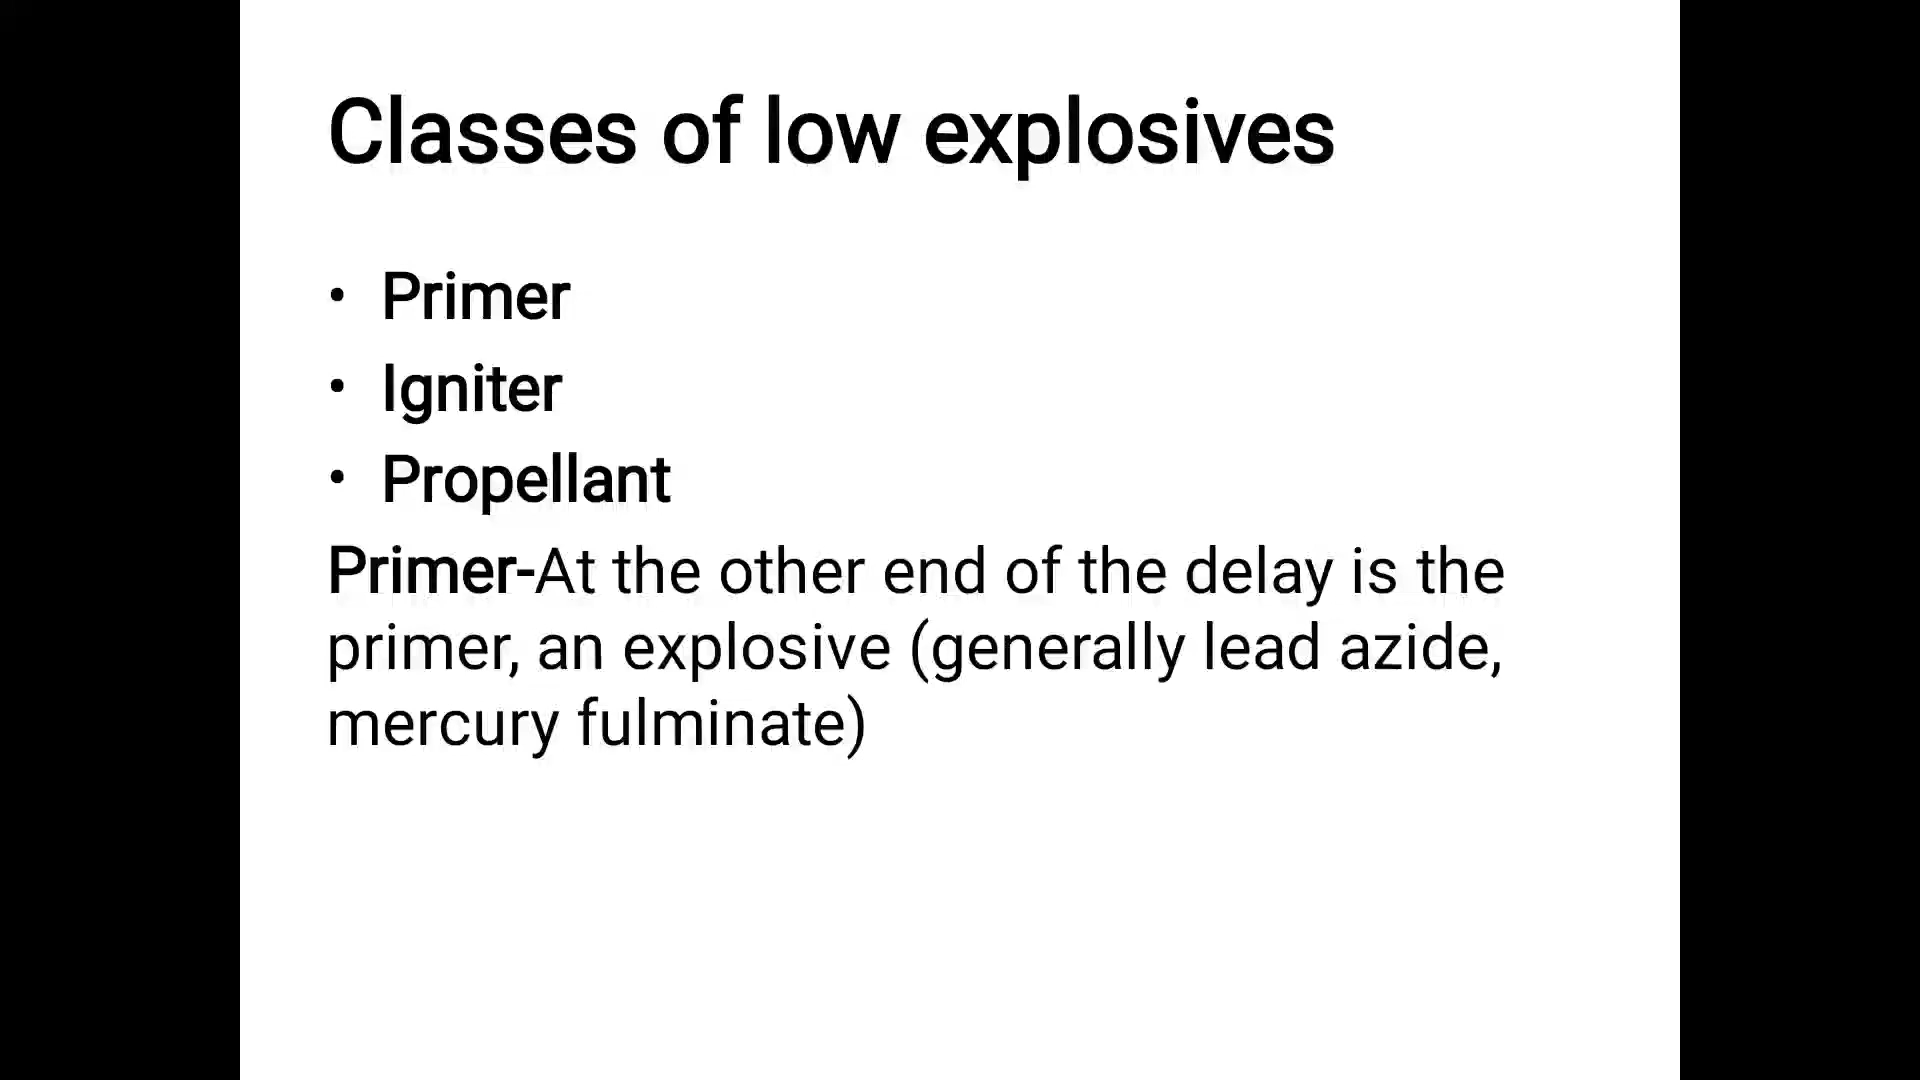 Classes of low explosives
• Primer
• Igniter
• Propellant
Primer-At the other end of the delay is the
primer, an explosive (generally lead azide,
mercury fulminate)